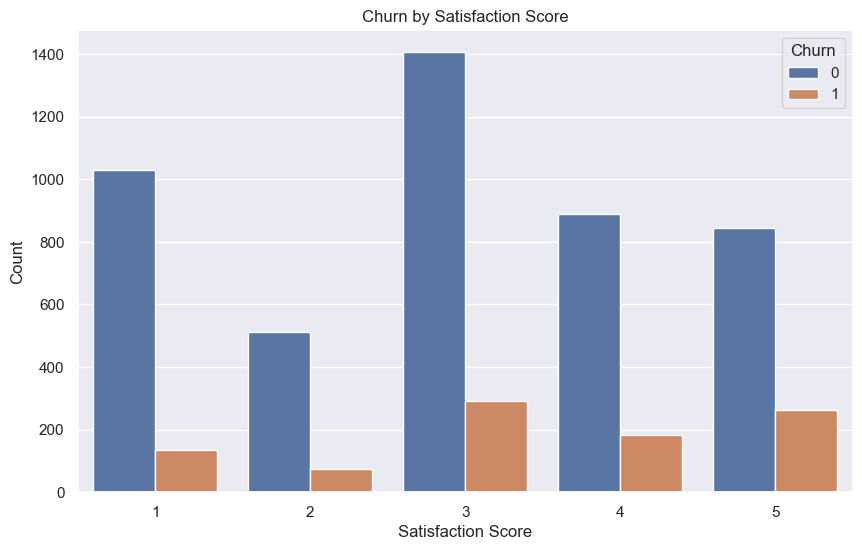 Churn by Satisfaction Score
Churn
0
1
1400
1200
1000
800
600
400
200
0
Count
1 2 3 4 5
Satisfaction Score